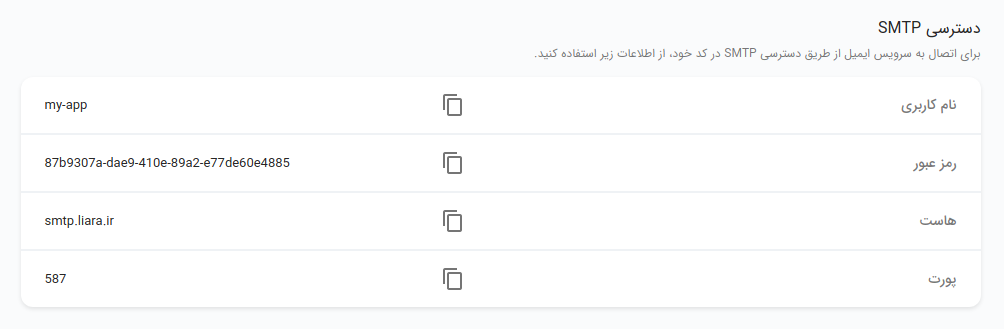 دسترسی SMTP
برای اتصال به سرویس ایمیل از طریق دسترسی SMTP در کد خود، از اطلاعات زیر استفاده کنید.
نام کاربری my-app
رمز عبور 87b9307a-dae9-410e-89a2-e77de60e4885
هاست smtp.liara.ir
پورت 587